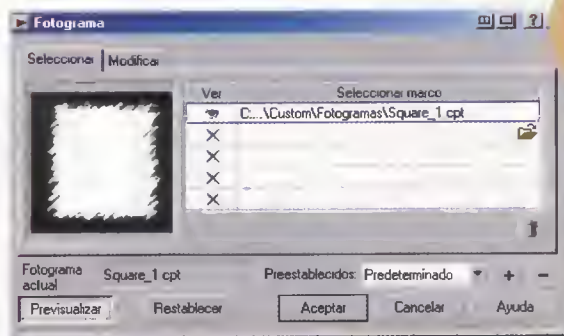 Fotograma
Seleccionar Modificar
Ver Seleccionar marco
C:...\Custom\Fotogramas\Square_1 cpt
Fotograma actual Square_1 cpt Preestablecidos: Predeterminado
Previsualizar Restablecer Aceptar Cancelar Ayuda